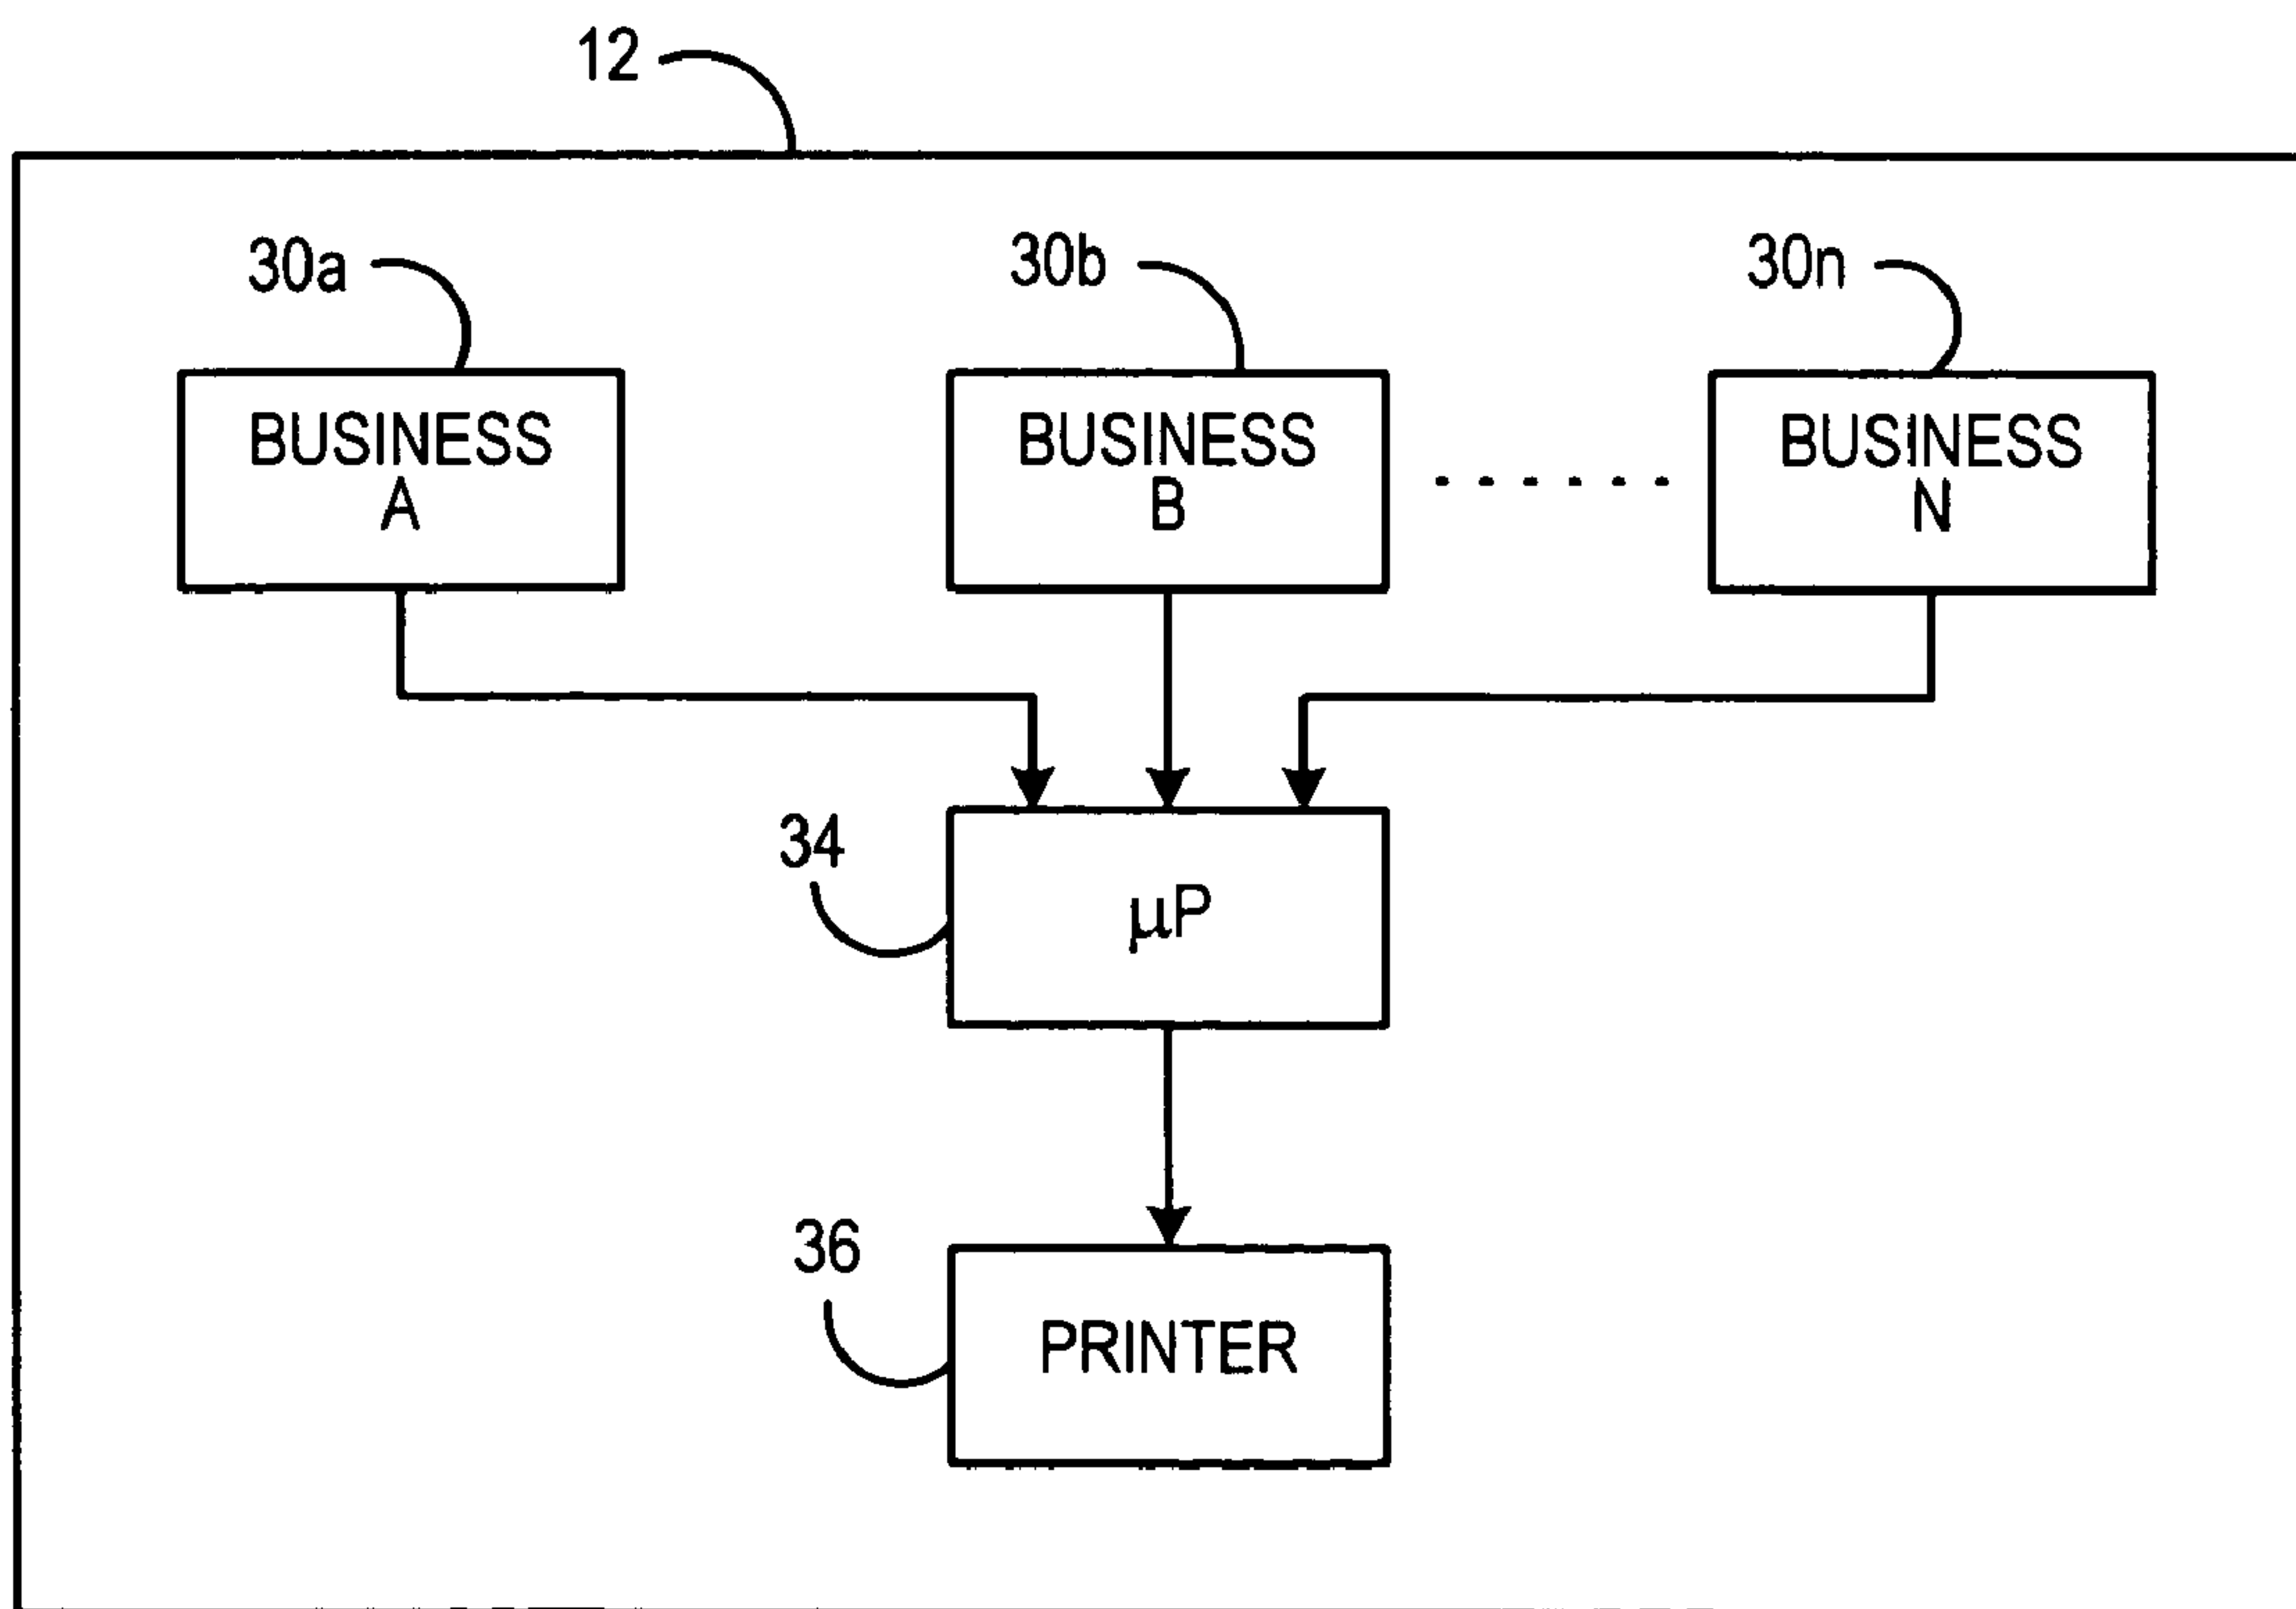 12
30a
30b
30n
BUSINESS
A
BUSINESS
B
. . . . . .
BUSINESS
N
34
µP
36
PRINTER